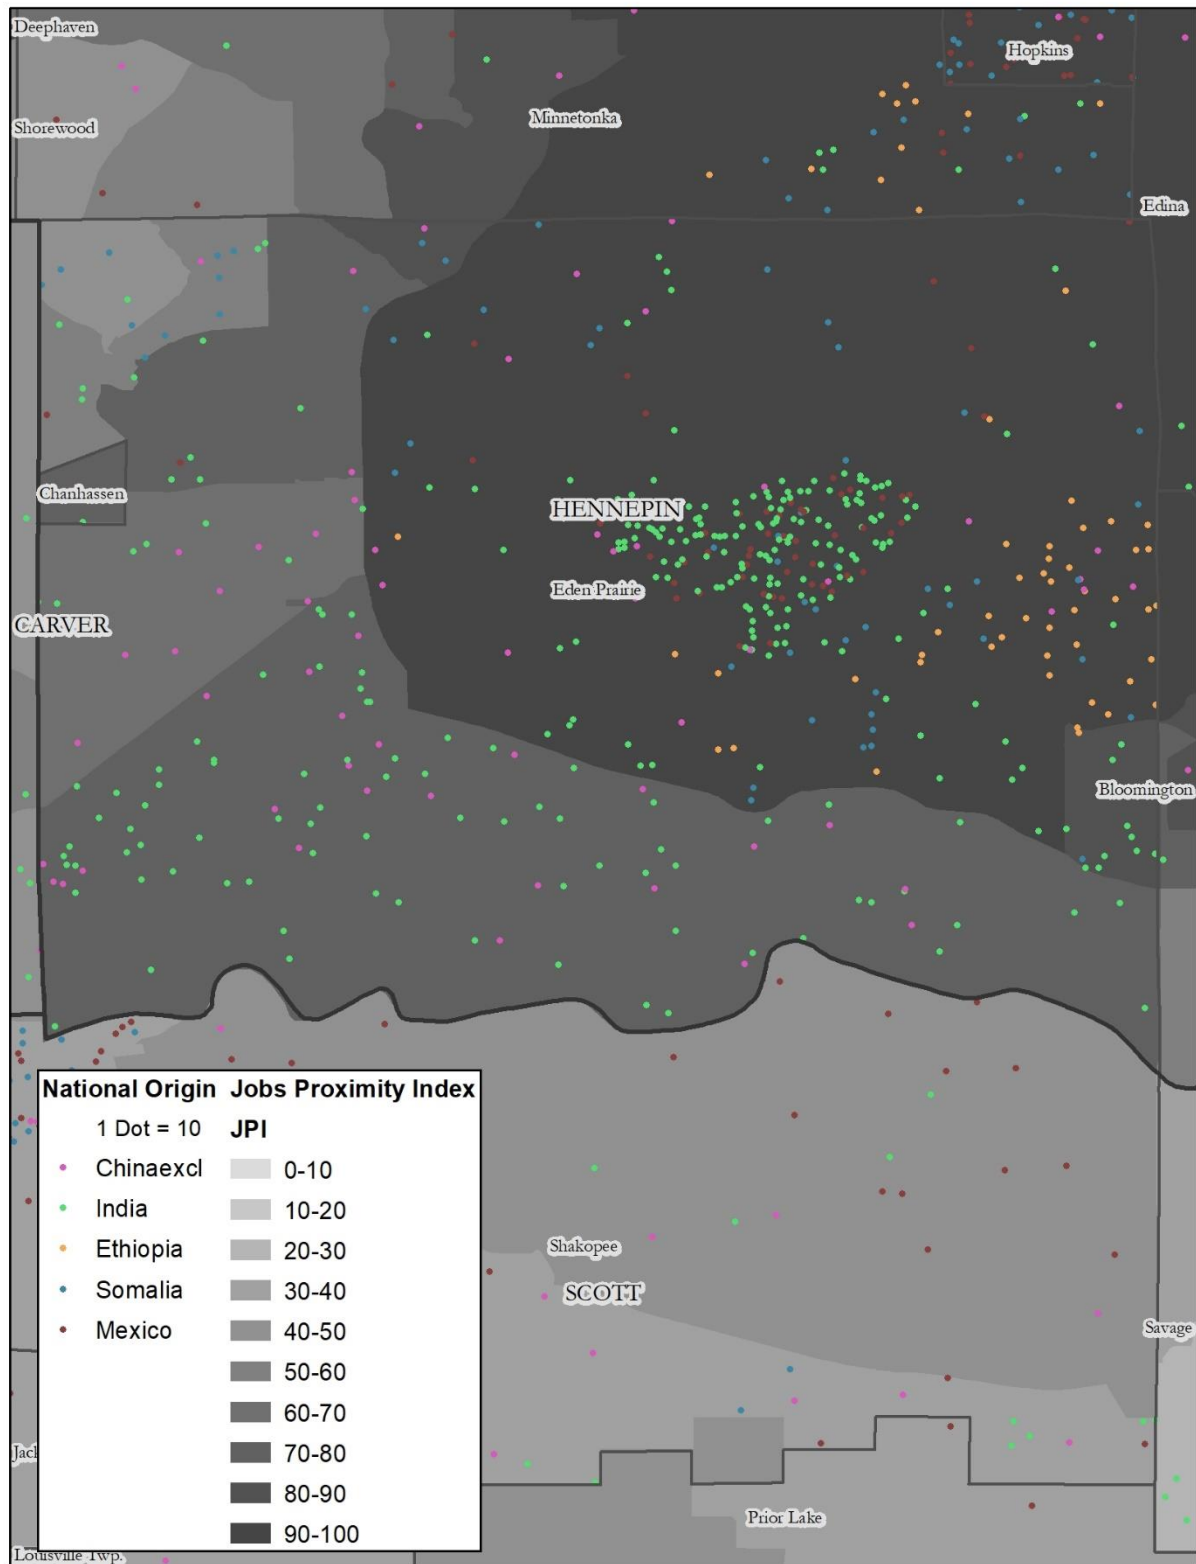 Deephaven
Hopkins
Minnetonka
Shorewood
Edina
Chanhassen
HENNEPIN
Eden Prairie
CARVER
Bloomington
National Origin Jobs Proximity Index
1 Dot = 10 JPI
Chinaexcl 0-10
India 10-20
Ethiopia 20-30
Somalia 30-40
Mexico 40-50
50-60
60-70
70-80
80-90
90-100
Shakopee
SCOTT
Savage
Jack
Prior Lake
Louisville Twp.